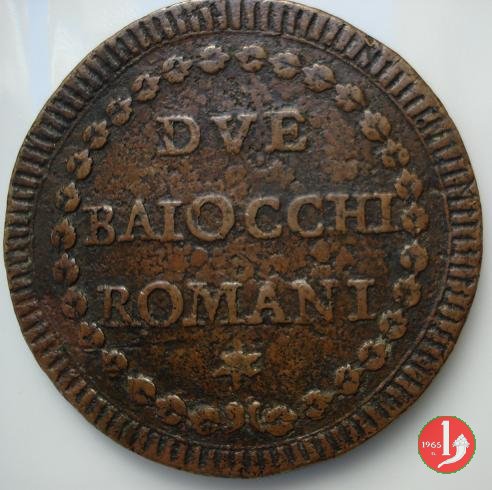 DVE
BAIOCCHI
ROMANI
1965